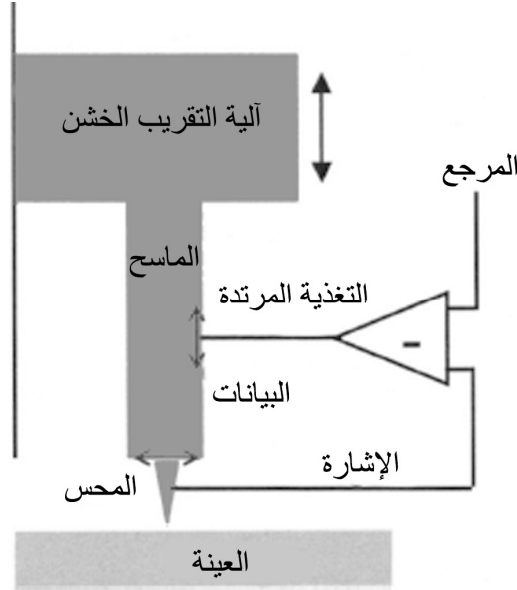 آلية التقريب الخشن
المرجع
الماسح
التغذية المرتدة
-
البيانات
الإشارة
المحس
العينة